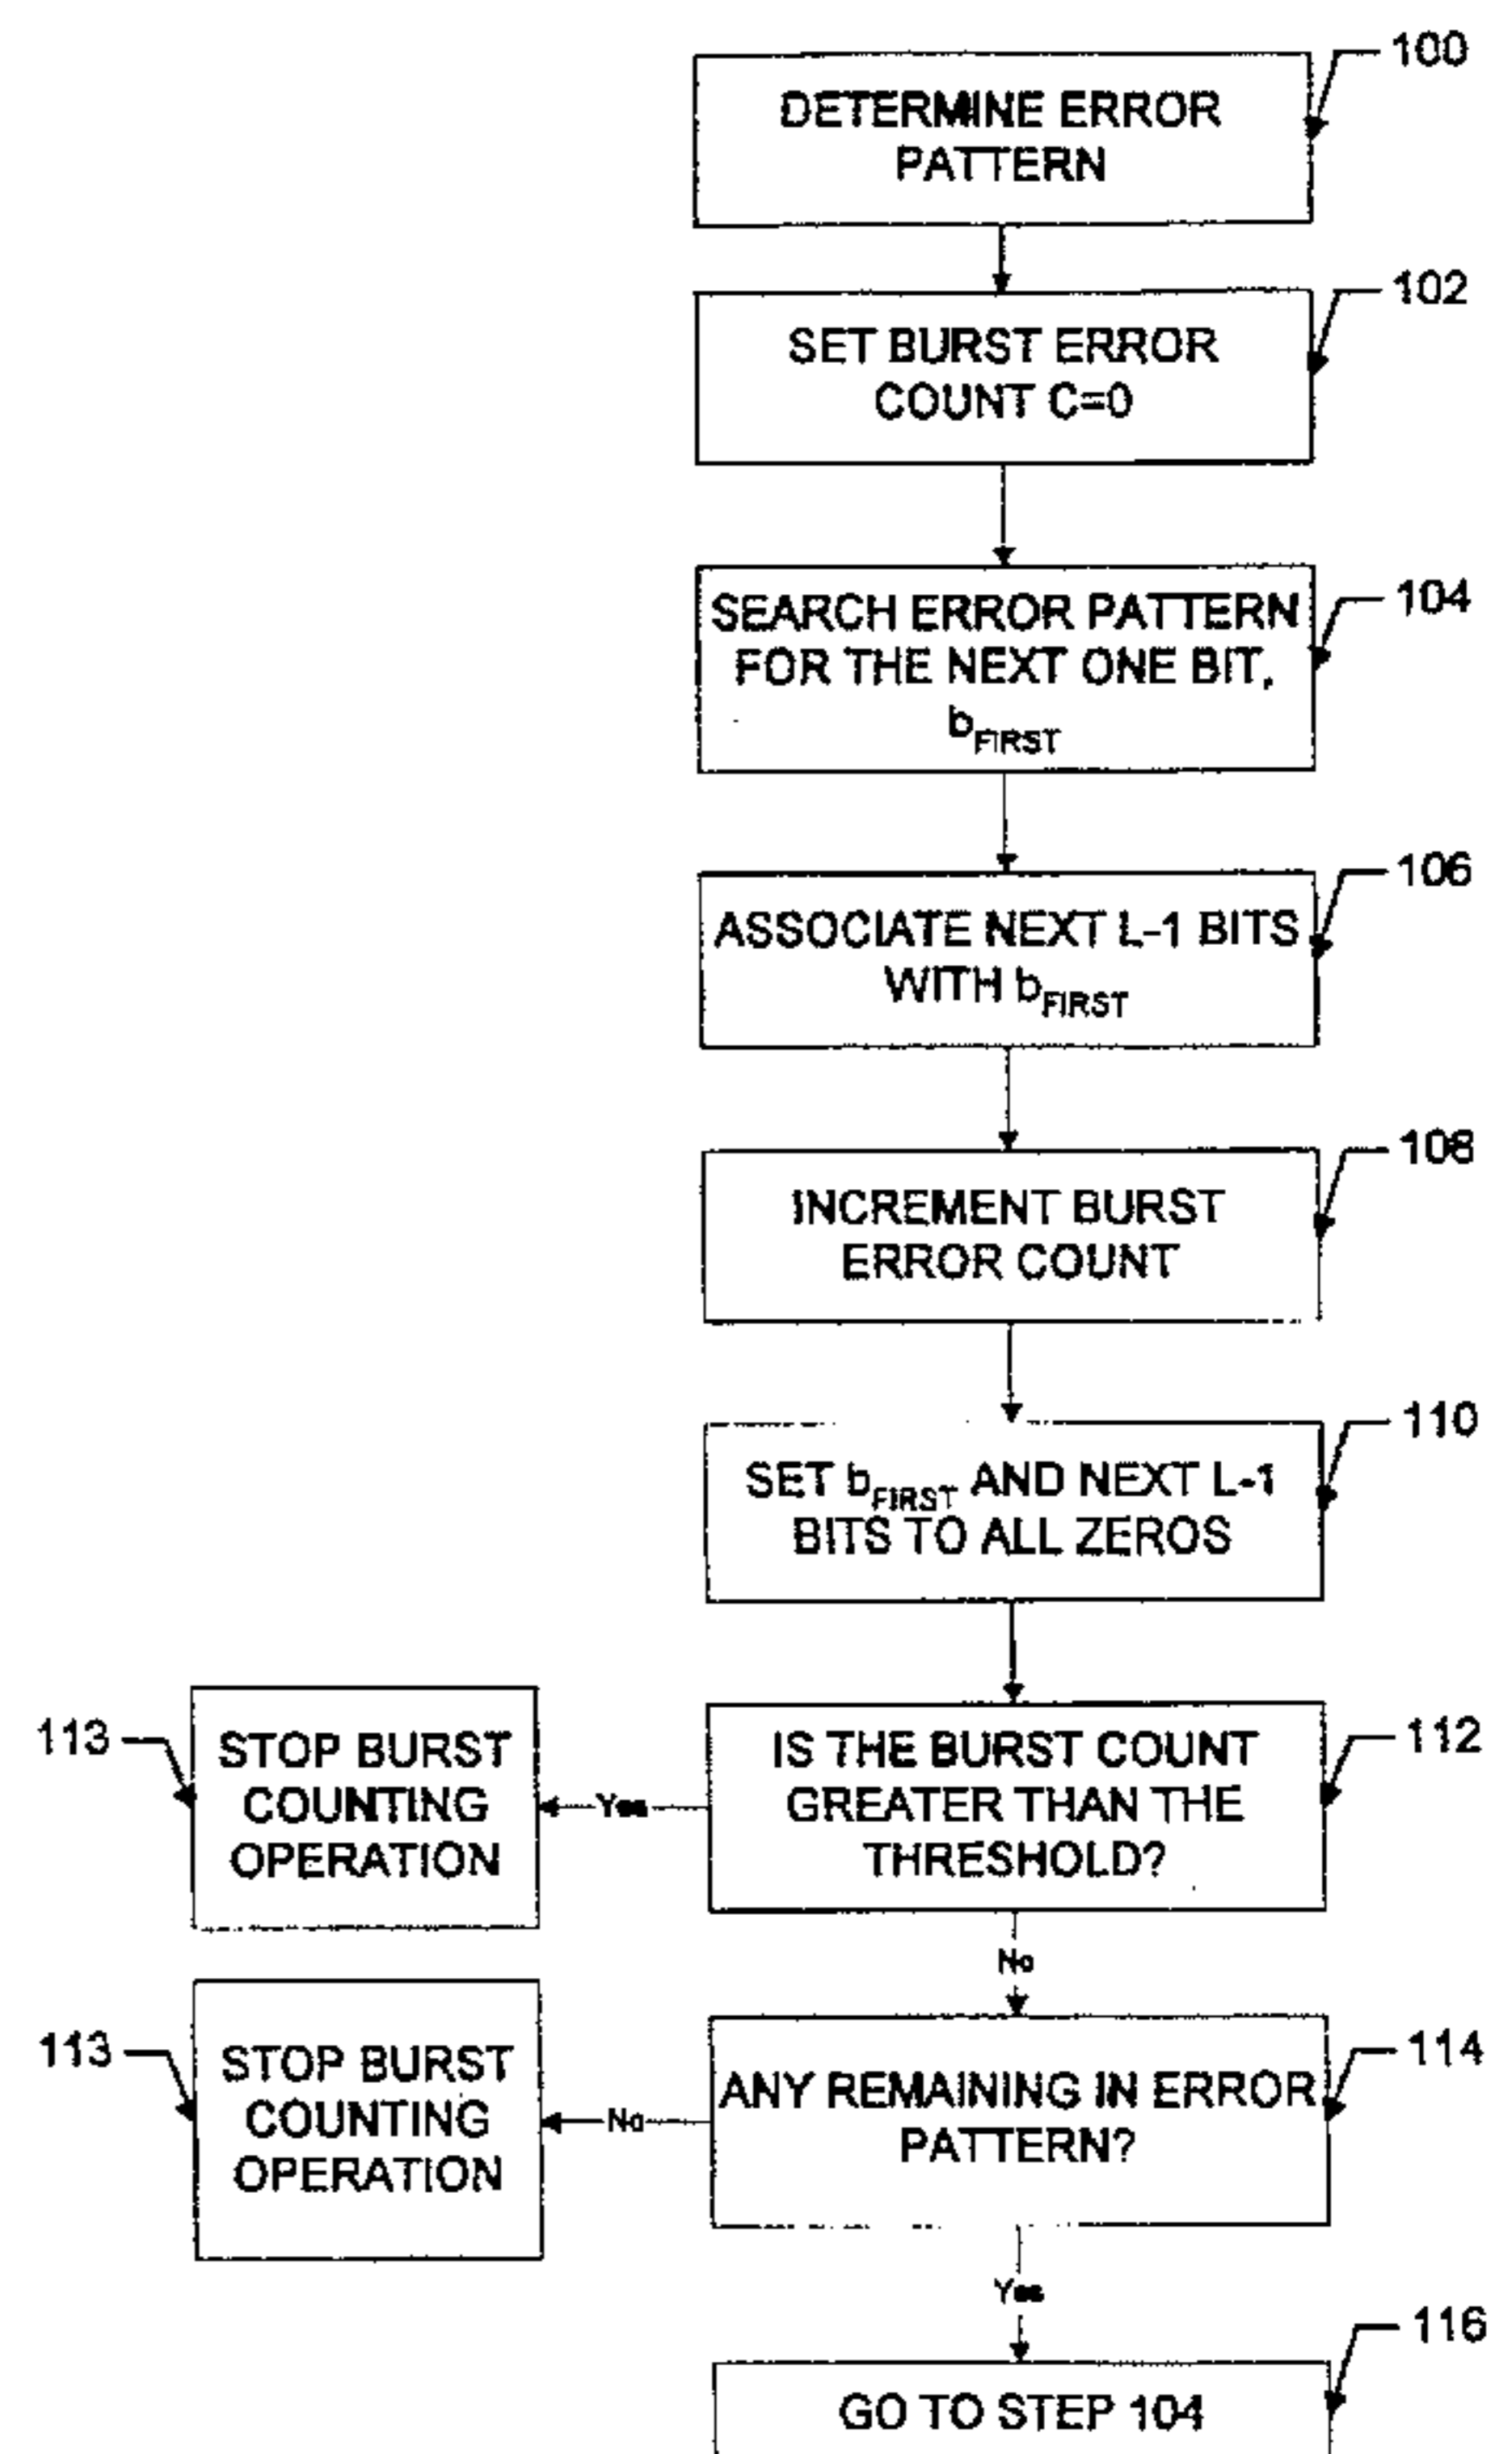 100
DETERMINE ERROR
PATTERN
102
SET BURST ERROR
COUNT C=0
104
SEARCH ERROR PATTERN
FOR THE NEXT ONE BIT,
bFIRST
106
ASSOCIATE NEXT L-1 BITS
WITH bFIRST
108
INCREMENT BURST
ERROR COUNT
110
SET bFIRST AND NEXT L-1
BITS TO ALL ZEROS
113
STOP BURST
COUNTING
OPERATION
Yes
IS THE BURST COUNT
GREATER THAN THE
THRESHOLD?
112
No
113
STOP BURST
COUNTING
OPERATION
No
ANY REMAINING IN ERROR
PATTERN?
114
Yes
116
GO TO STEP 104